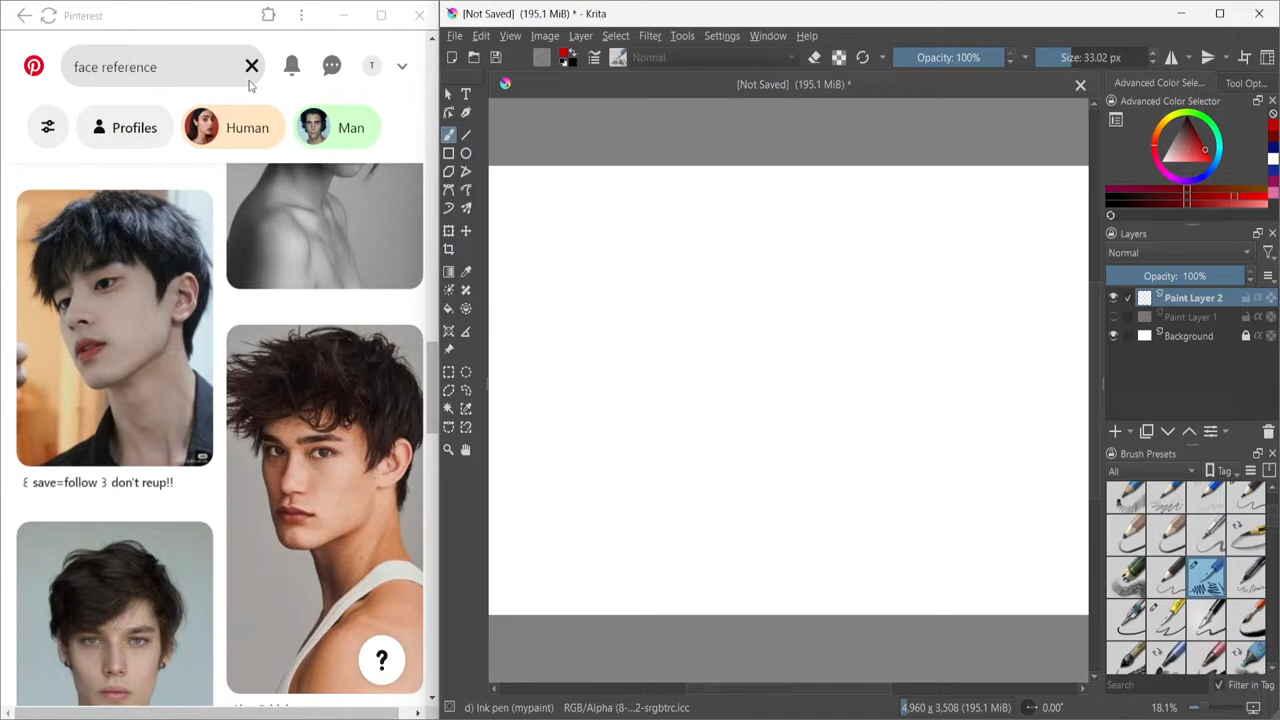 Pinterest
face reference
T
Profiles
Human
Man
꒰ save=follow ꒱ don't reup!!
?
[Not Saved] (195.1 MiB) * - Krita
File Edit View Image Layer Select Filter Tools Settings Window Help
Normal
Opacity: 100%
Size: 33.02 px
[Not Saved] (195.1 MiB) *
Advanced Color Sele...
Tool Opt...
Advanced Color Selector
Layers
Normal
Opacity: 100%
Paint Layer 2
Paint Layer 1
Background
Brush Presets
All
Tag
Search
Filter in Tag
d) Ink pen (mypaint)
RGB/Alpha (8-...2-srgbtrc.icc
4,960 x 3,508 (195.1 MiB)
0.00°
18.1%